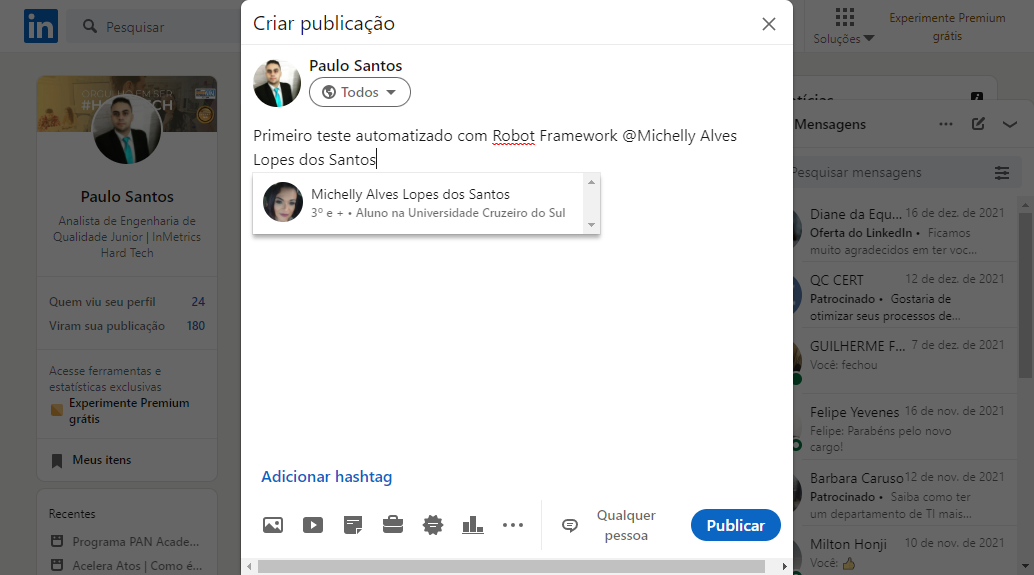 in
Pesquisar
Criar publicação
Soluções
Experimente Premium
grátis
#H TECH
Paulo Santos
Analista de Engenharia de
Qualidade Junior | InMetrics
Hard Tech
Quem viu seu perfil 24
Viram sua publicação 180
Acesse ferramentas e
estatísticas exclusivas
Experimente Premium
grátis
Meus itens
Recentes
Programa PAN Acade...
Acelera Atos | Como é...
Paulo Santos
Todos
Primeiro teste automatizado com Robot Framework @Michelly Alves
Lopes dos Santos
Michelly Alves Lopes dos Santos
3º e + • Aluno na Universidade Cruzeiro do Sul
Adicionar hashtag
Qualquer
pessoa
Publicar
Mensagens
Pesquisar mensagens
Diana da Equ... 16 de dez. de 2021
Oferta do LinkedIn • Ficamos
muito agradecidos em ter voc...
QC CERT 12 de dez. de 2021
Patrocinado • Gostaria de
otimizar seus processos de...
GUILHERME F... 7 de dez. de 2021
Você: fechou
Felipe Yevenes 16 de nov. de 2021
Felipe: Parabéns pelo novo
cargo!
Barbara Caruso 12 de nov. de 2021
Patrocinado • Saiba como ter
um departamento de TI mais...
Milton Honji 10 de nov. de 2021
Você: 👍